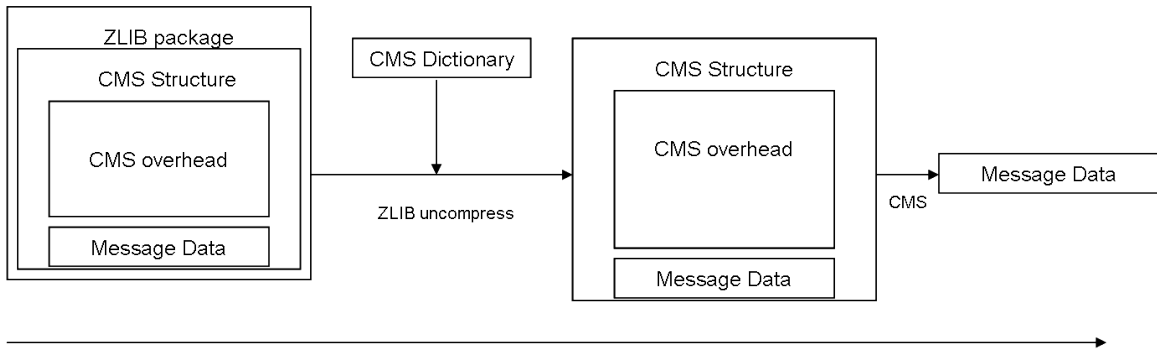 ZLIB package
CMS Structure
CMS overhead
Message Data
CMS Dictionary
ZLIB uncompress
CMS Structure
CMS overhead
Message Data
CMS
Message Data